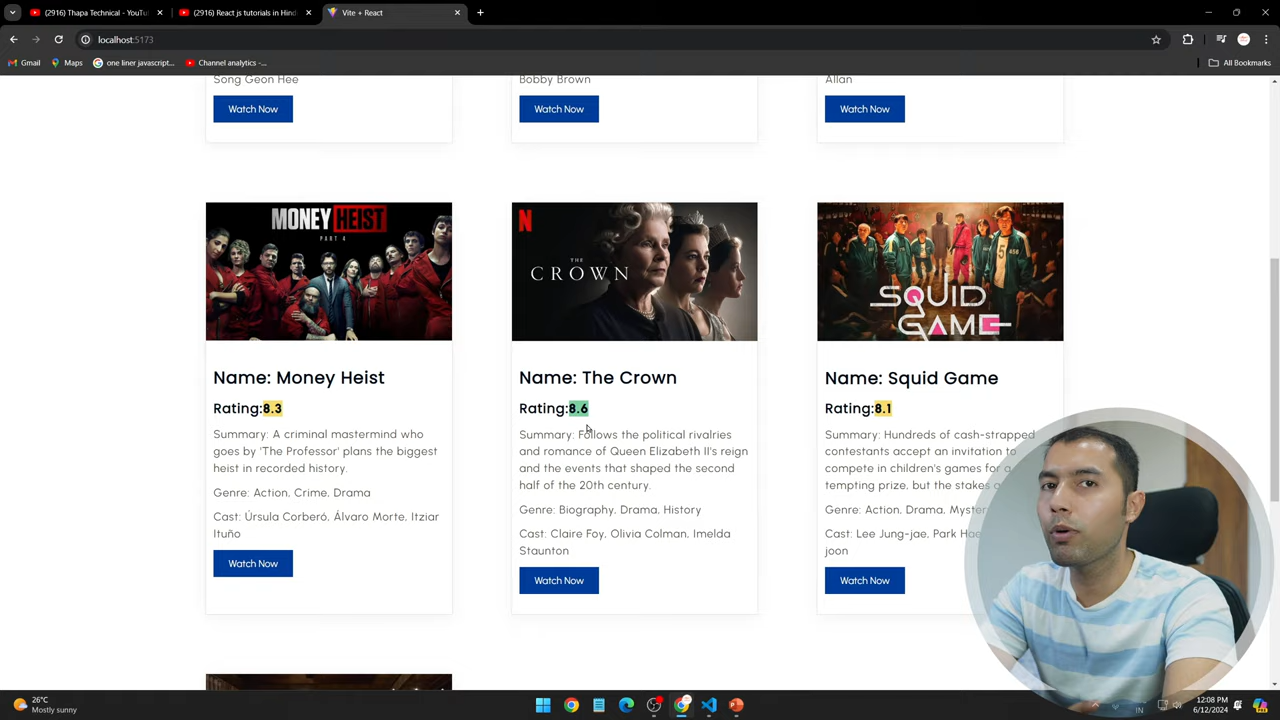 (2916) Thapa Technical - YouTu
(2916) React js tutorials in Hind
Vite + React
localhost:5173
Gmail
Maps
one liner javascript...
Channel analytics -...
All Bookmarks
Song Geon Hee
Bobby Brown
Allan
Watch Now
Watch Now
Watch Now
MONEY HEIST
PART 4
N
THE
CROWN
SQUID
GAME
Name: Money Heist
Rating:8.3
Summary: A criminal mastermind who
goes by 'The Professor' plans the biggest
heist in recorded history.
Genre: Action, Crime, Drama
Cast: Úrsula Corberó, Álvaro Morte, Itziar
Ituño
Watch Now
Name: The Crown
Rating:8.6
Summary: Follows the political rivalries
and romance of Queen Elizabeth II's reign
and the events that shaped the second
half of the 20th century.
Genre: Biography, Drama, History
Cast: Claire Foy, Olivia Colman, Imelda
Staunton
Watch Now
Name: Squid Game
Rating:8.1
Summary: Hundreds of cash-strapped
contestants accept an invitation to
compete in children's games for a
tempting prize, but the stakes
Genre: Action, Drama, Myste
Cast: Lee Jung-jae, Park Hae
joon
Watch Now
26°C
Mostly sunny
IN
12:08 PM
6/12/2024